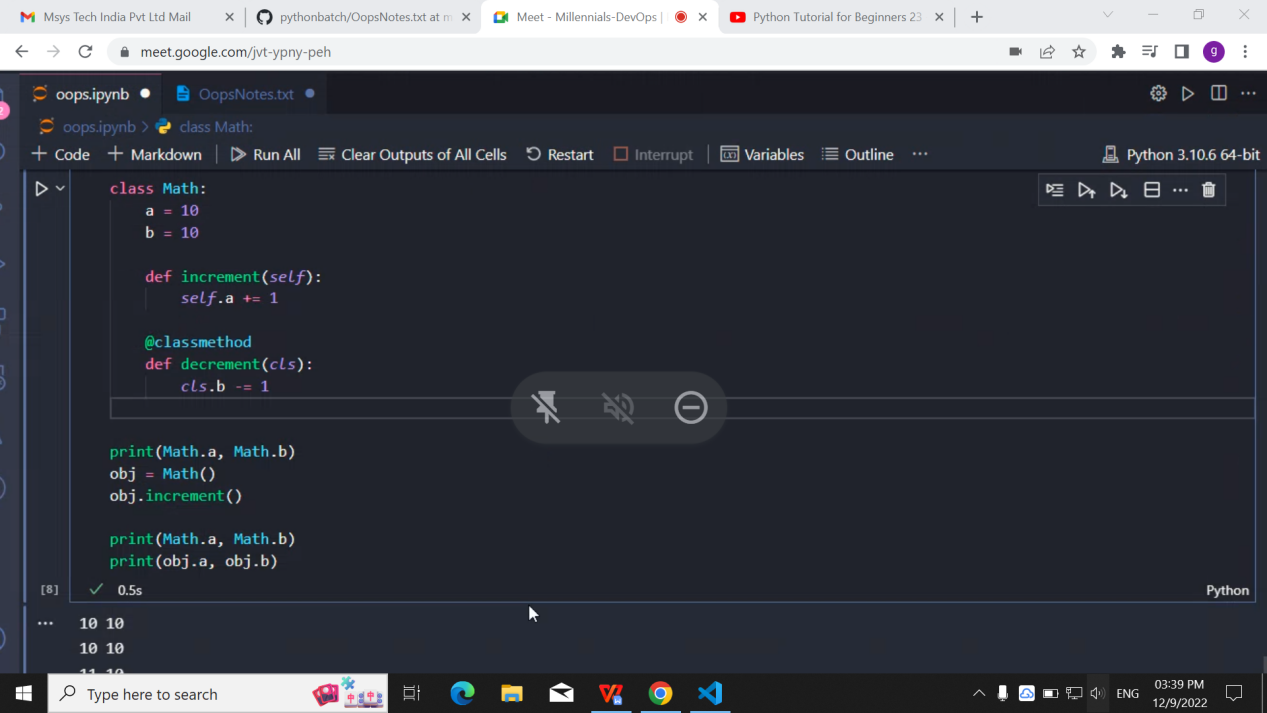 Msys Tech India Pvt Ltd Mail
pythonbatch/OopsNotes.txt at m
Meet - Millennials-DevOps |
Python Tutorial for Beginners 23
meet.google.com/jvt-ypny-peh
g
oops.ipynb
OopsNotes.txt
oops.ipynb > class Math:
+ Code + Markdown Run All Clear Outputs of All Cells Restart Interrupt Variables Outline ... Python 3.10.6 64-bit
class Math:
a = 10
b = 10
def increment(self):
self.a += 1
@classmethod
def decrement(cls):
cls.b -= 1
print(Math.a, Math.b)
obj = Math()
obj.increment()
print(Math.a, Math.b)
print(obj.a, obj.b)
[8] 0.5s Python
10 10
10 10
11 10
Type here to search
ENG
03:39 PM
12/9/2022